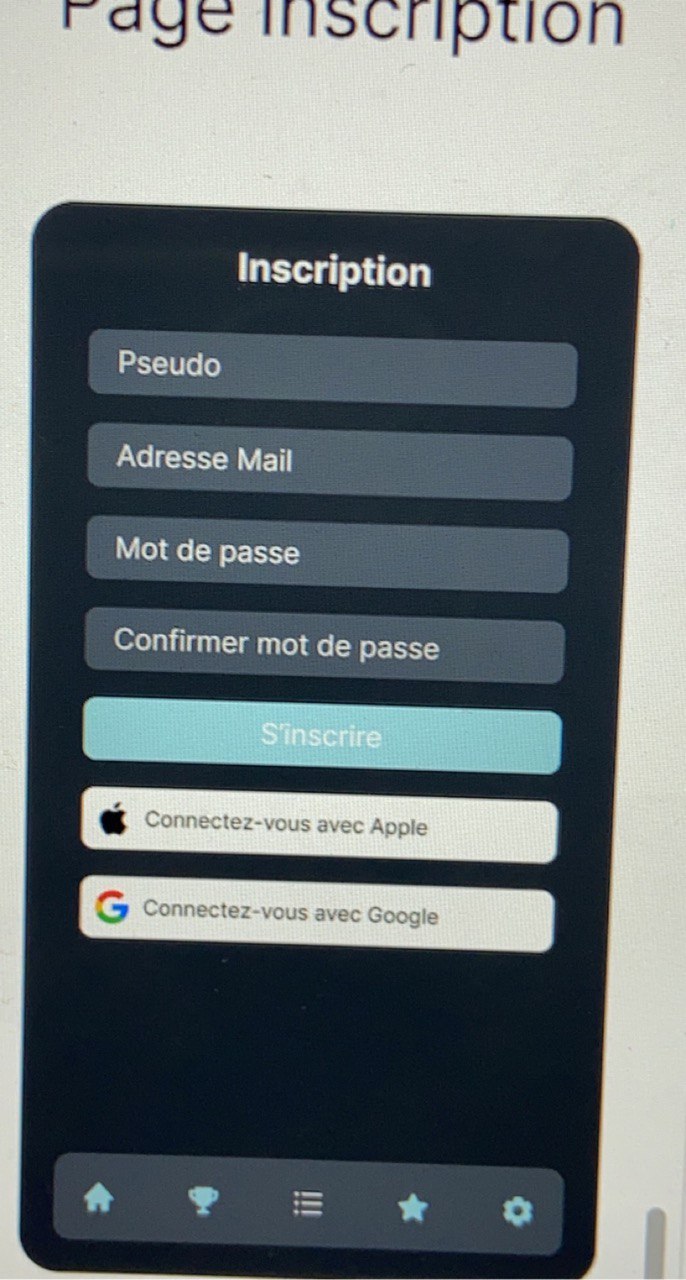 Page Inscription
Inscription
Pseudo
Adresse Mail
Mot de passe
Confirmer mot de passe
S'inscrire
Connectez-vous avec Apple
Connectez-vous avec Google